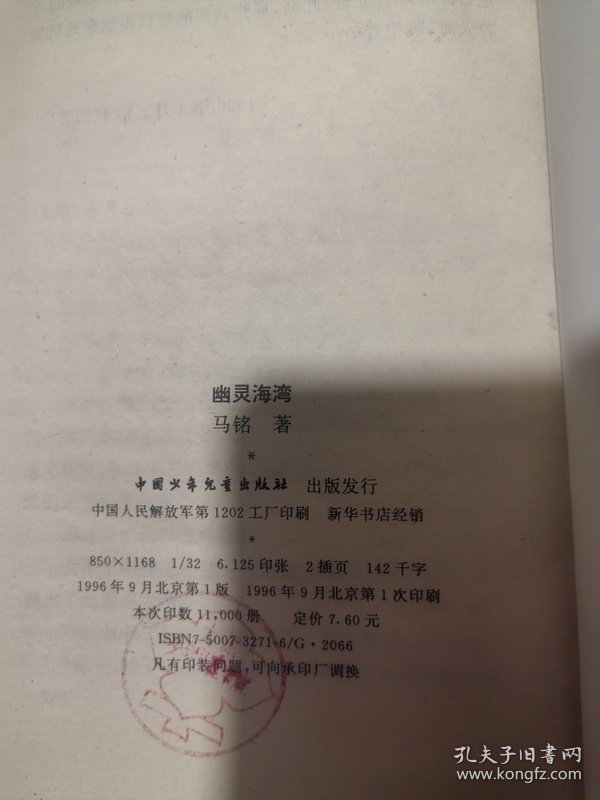 幽灵海湾
马铭 著
*
中国少年儿童出版社 出版发行
中国人民解放军第1202工厂印刷 新华书店经销
*
850×1168 1/32 6.125印张 2插页 142千字
1996年9月北京第1版 1996年9月北京第1次印刷
本次印数11,000册 定价7.60元
ISBN7-5007-3271-6/G·2066
凡有印装问题,可向承印厂调换
孔夫子旧书网
www.kongfz.com